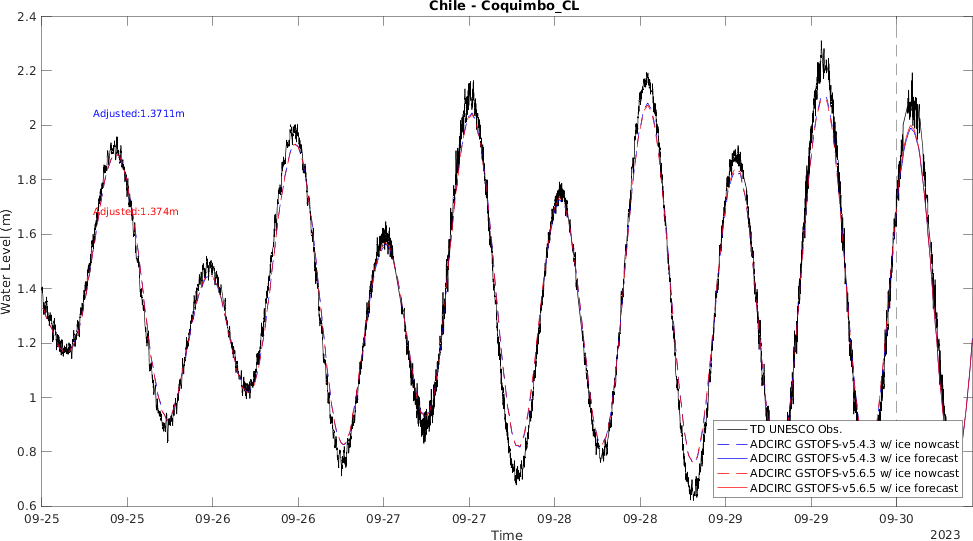 Chile - Coquimbo_CL
2.4
2.2
2
1.8
1.6
1.4
1.2
1
0.8
0.6
Water Level (m)
Adjusted:1.3711m
Adjusted:1.374m
TD UNESCO Obs.
ADCIRC GSTOFS-v5.4.3 w/ ice nowcast
ADCIRC GSTOFS-v5.4.3 w/ ice forecast
ADCIRC GSTOFS-v5.6.5 w/ ice nowcast
ADCIRC GSTOFS-v5.6.5 w/ ice forecast
09-25 09-25 09-26 09-26 09-27 09-27 09-28 09-28 09-29 09-29 09-30
Time
2023